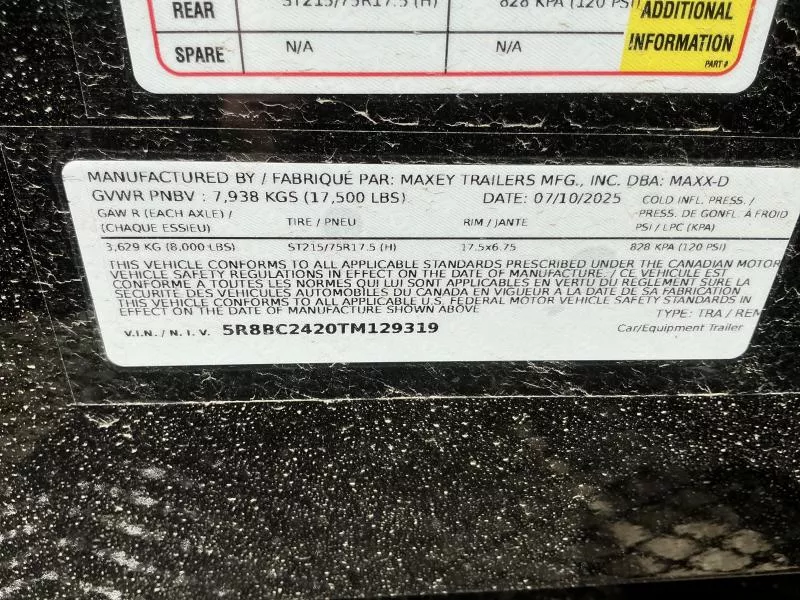 REAR ST215/75R17.5 (H) 828 KPA (120 PSI) ADDITIONAL
SPARE N/A N/A INFORMATION
PART#
MANUFACTURED BY / FABRIQUÉ PAR: MAXEY TRAILERS MFG., INC. DBA: MAXX-D
GVWR PNBV : 7,938 KGS (17,500 LBS) DATE: 07/10/2025
GAW R (EACH AXLE) /
(CHAQUE ESSIEU) TIRE / PNEU RIM / JANTE
COLD INFL. PRESS. /
PRESS. DE GONFL. À FROID
PSI / LPC (KPA)
3,629 KG (8,000 LBS) ST215/75R17.5 (H) 17.5x6.75 828 KPA (120 PSI)
THIS VEHICLE CONFORMS TO ALL APPLICABLE STANDARDS PRESCRIBED UNDER THE CANADIAN MOTOR
VEHICLE SAFETY REGULATIONS IN EFFECT ON THE DATE OF MANUFACTURE. / CE VEHICULE EST
CONFORME A TOUTES LES NORMES QUI LUI SONT APPLICABLES EN VERTU DU REGLEMENT SURE LA
SECURITE DES VEHICLES AUTOMOBILES DU CANADA EN VIGUEUR A LA DATE DE SA FABRICATION
THIS VEHICLE CONFORMS TO ALL APPLICABLE U.S. FEDERAL MOTOR VEHICLE SAFETY STANDARDS IN
EFFECT ON THE DATE OF MANUFACTURE SHOWN ABOVE
TYPE: TRA / REM
V.I.N. / N. I. V. 5R8BC2420TM129319 Car/Equipment Trailer